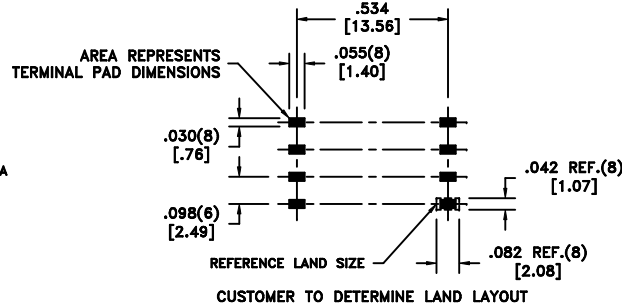 .534
[13.56]
AREA REPRESENTS
TERMINAL PAD DIMENSIONS
.055(8)
[1.40]
.030(8)
[.76]
A
.042 REF.(8)
[1.07]
.098(6)
[2.49]
REFERENCE LAND SIZE
.082 REF.(8)
[2.08]
CUSTOMER TO DETERMINE LAND LAYOUT